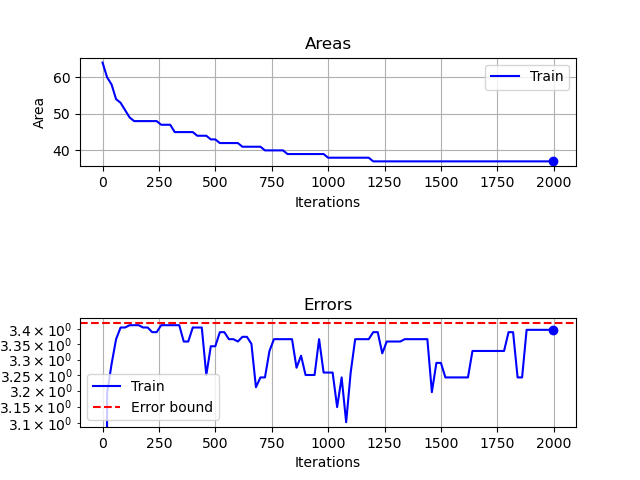 Areas
60
50
40
Area
Train
0 250 500 750 1000 1250 1500 1750 2000
Iterations
Errors
3.4 × 10⁰
3.35 × 10⁰
3.3 × 10⁰
3.25 × 10⁰
3.2 × 10⁰
3.15 × 10⁰
3.1 × 10⁰
Train
Error bound
0 250 500 750 1000 1250 1500 1750 2000
Iterations